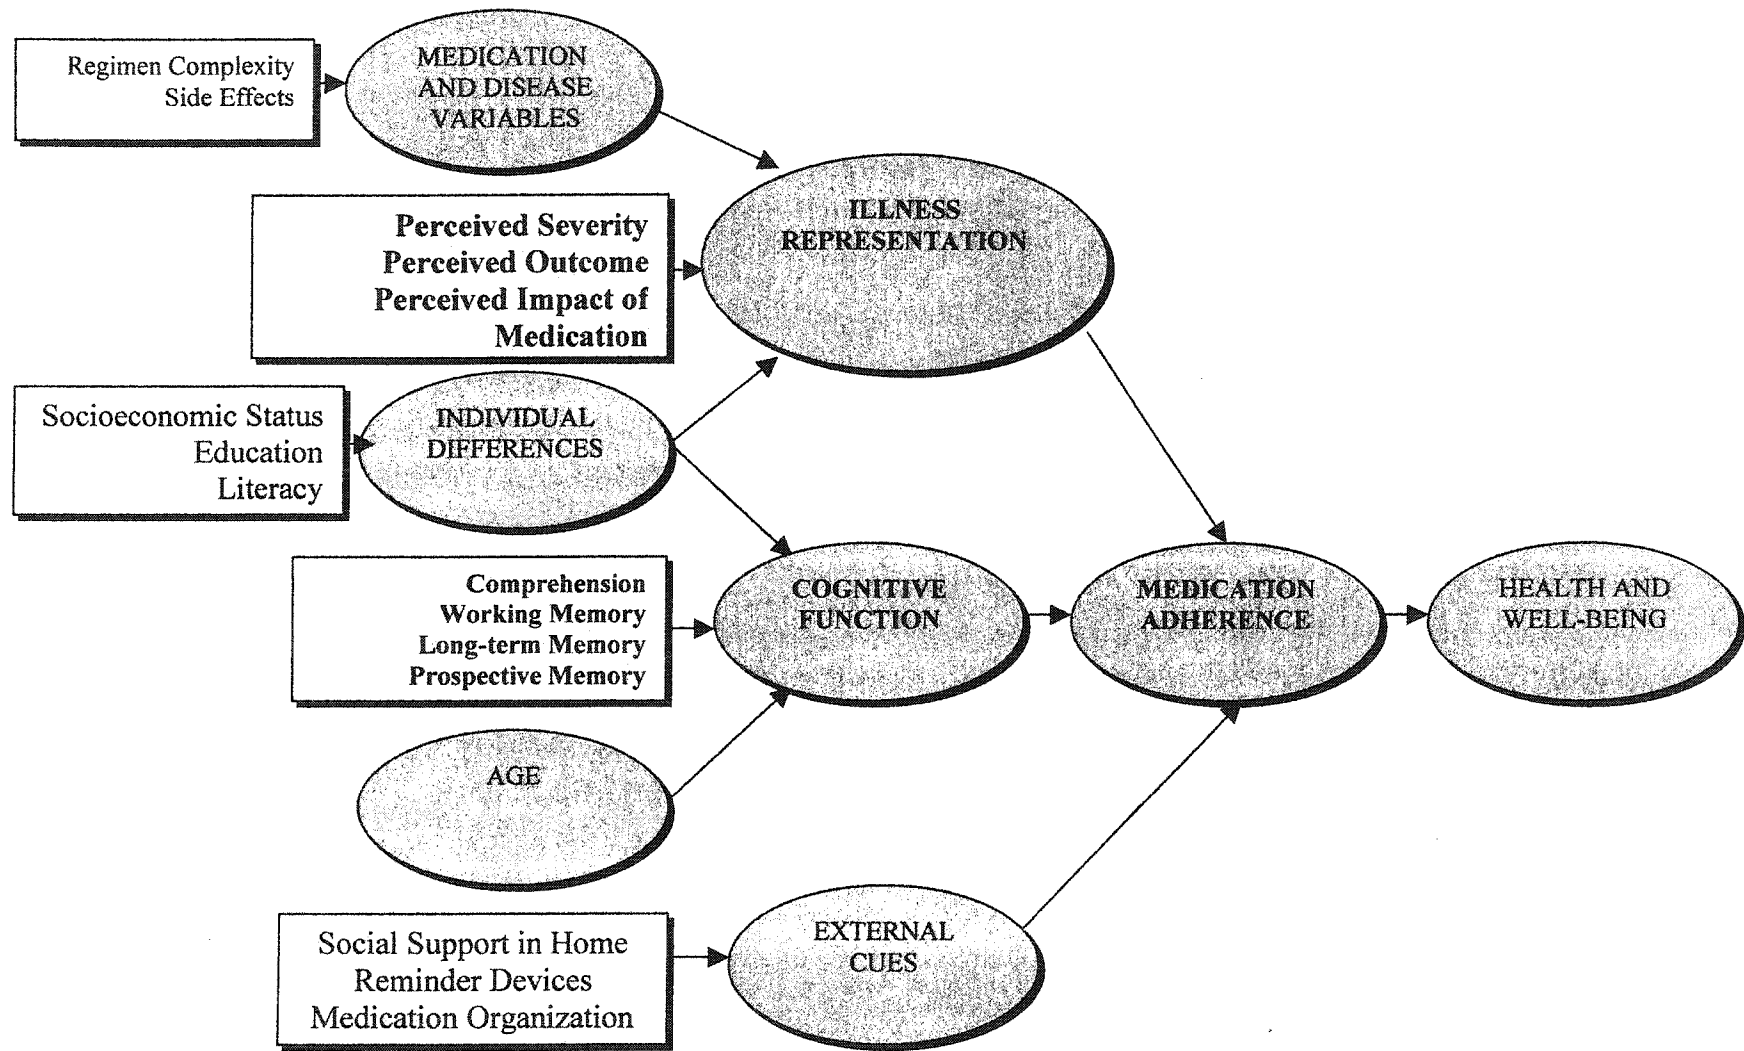 Regimen Complexity
Side Effects
MEDICATION
AND DISEASE
VARIABLES
Perceived Severity
Perceived Outcome
Perceived Impact of
Medication
ILLNESS
REPRESENTATION
Socioeconomic Status
Education
Literacy
INDIVIDUAL
DIFFERENCES
Comprehension
Working Memory
Long-term Memory
Prospective Memory
COGNITIVE
FUNCTION
MEDICATION
ADHERENCE
HEALTH AND
WELL-BEING
AGE
Social Support in Home
Reminder Devices
Medication Organization
EXTERNAL
CUES